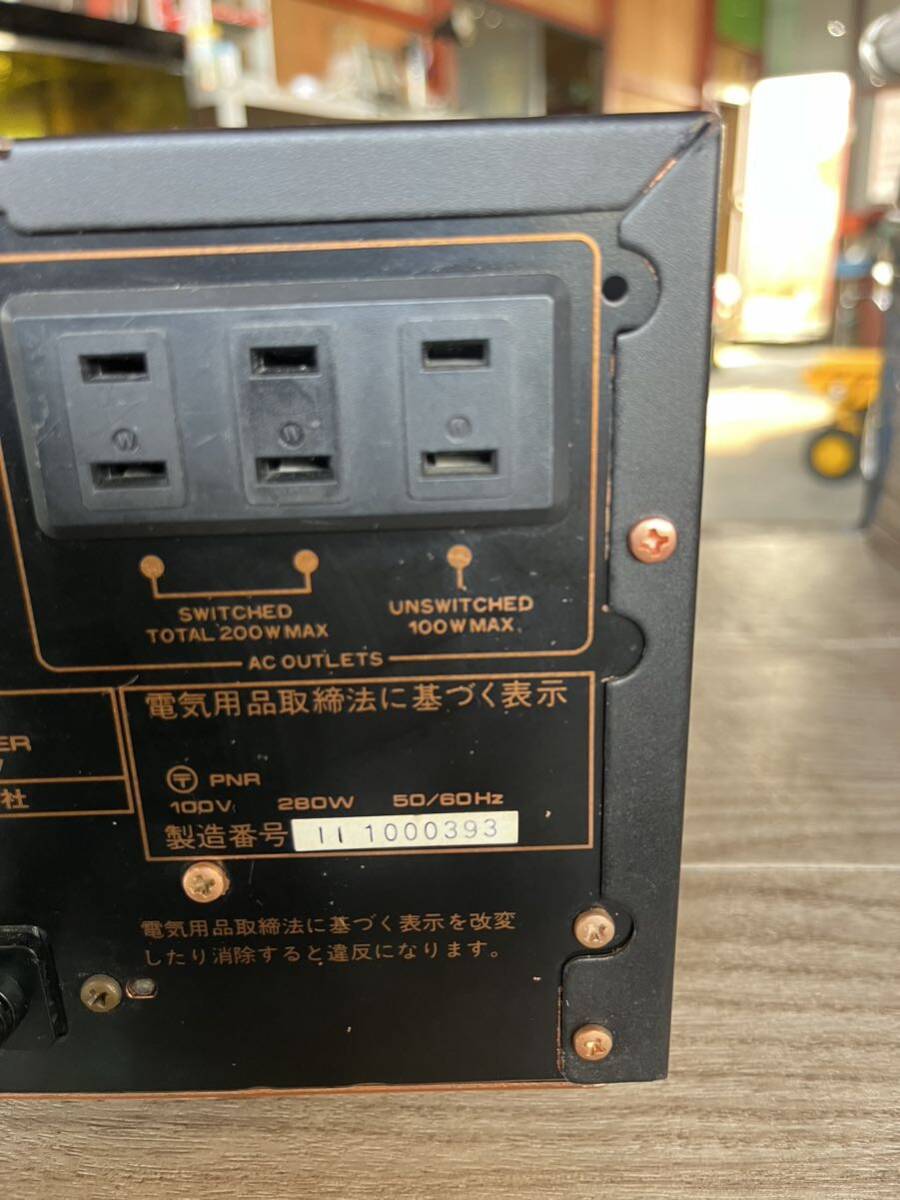 W W W
SWITCHED
TOTAL 200W MAX
UNSWITCHED
100W MAX.
AC OUTLETS
電気用品取締法に基づく表示
〒 PNR
100V 280W 50/60Hz
製造番号 II 1000393
ER
社
電気用品取締法に基づく表示を改変
したり消除すると違反になります。